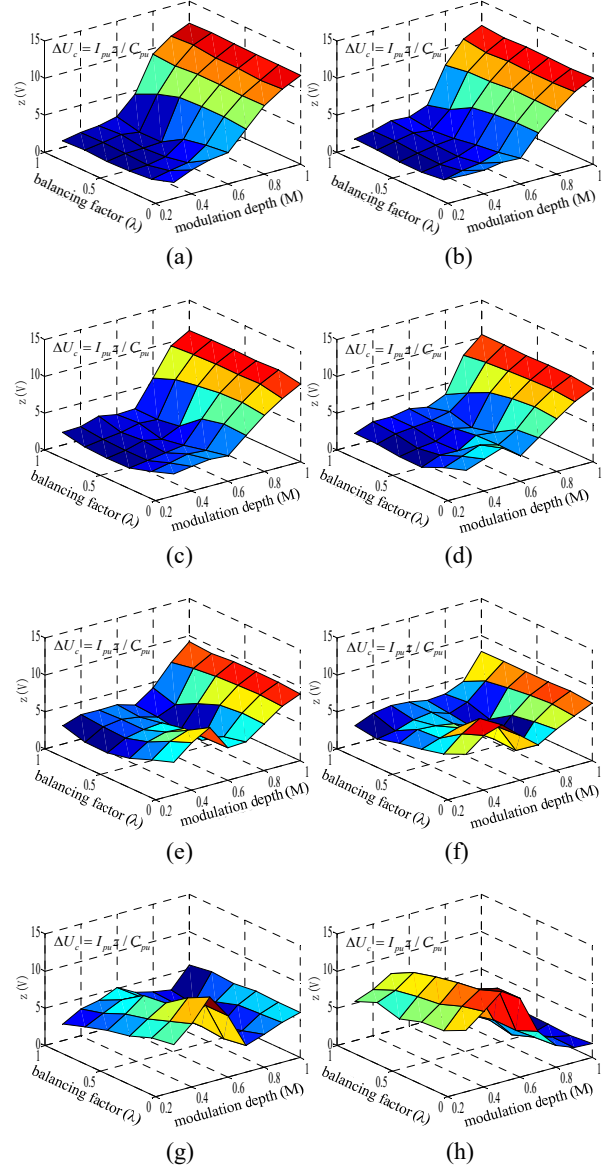 15
ΔU_c = I_pu z / C_pu
10
z (V)
5
0
1
0.5
0
balancing factor (λ)
0.2
0.4
0.6
0.8
1
modulation depth (M)
(a)
15
ΔU_c = I_pu z / C_pu
10
z (V)
5
0
1
0.5
0
balancing factor (λ)
0.2
0.4
0.6
0.8
1
modulation depth (M)
(b)
15
ΔU_c = I_pu z / C_pu
10
z (V)
5
0
1
0.5
0
balancing factor (λ)
0.2
0.4
0.6
0.8
1
modulation depth (M)
(c)
15
ΔU_c = I_pu z / C_pu
10
z (V)
5
0
1
0.5
0
balancing factor (λ)
0.2
0.4
0.6
0.8
1
modulation depth (M)
(d)
15
ΔU_c = I_pu z / C_pu
10
z (V)
5
0
1
0.5
0
balancing factor (λ)
0.2
0.4
0.6
0.8
1
modulation depth (M)
(e)
15
ΔU_c = I_pu z / C_pu
10
z (V)
5
0
1
0.5
0
balancing factor (λ)
0.2
0.4
0.6
0.8
1
modulation depth (M)
(f)
15
ΔU_c = I_pu z / C_pu
10
z (V)
5
0
1
0.5
0
balancing factor (λ)
0.2
0.4
0.6
0.8
1
modulation depth (M)
(g)
15
ΔU_c = I_pu z / C_pu
10
z (V)
5
0
1
0.5
0
balancing factor (λ)
0.2
0.4
0.6
0.8
1
modulation depth (M)
(h)